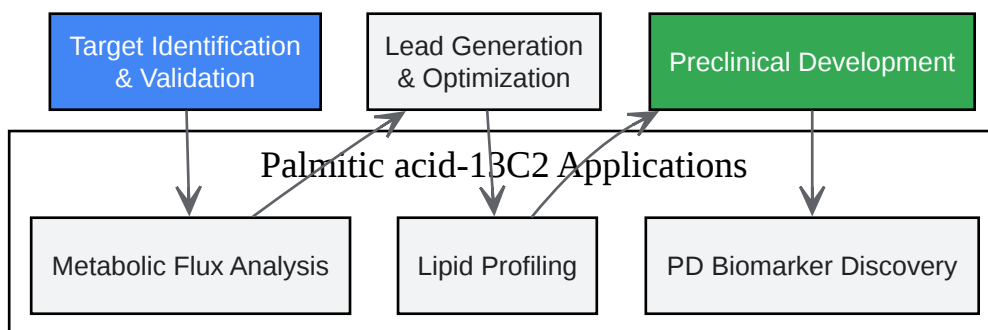 Target Identification
& Validation
Lead Generation
& Optimization
Preclinical Development
Palmitic acid-13C2 Applications
Metabolic Flux Analysis
Lipid Profiling
PD Biomarker Discovery